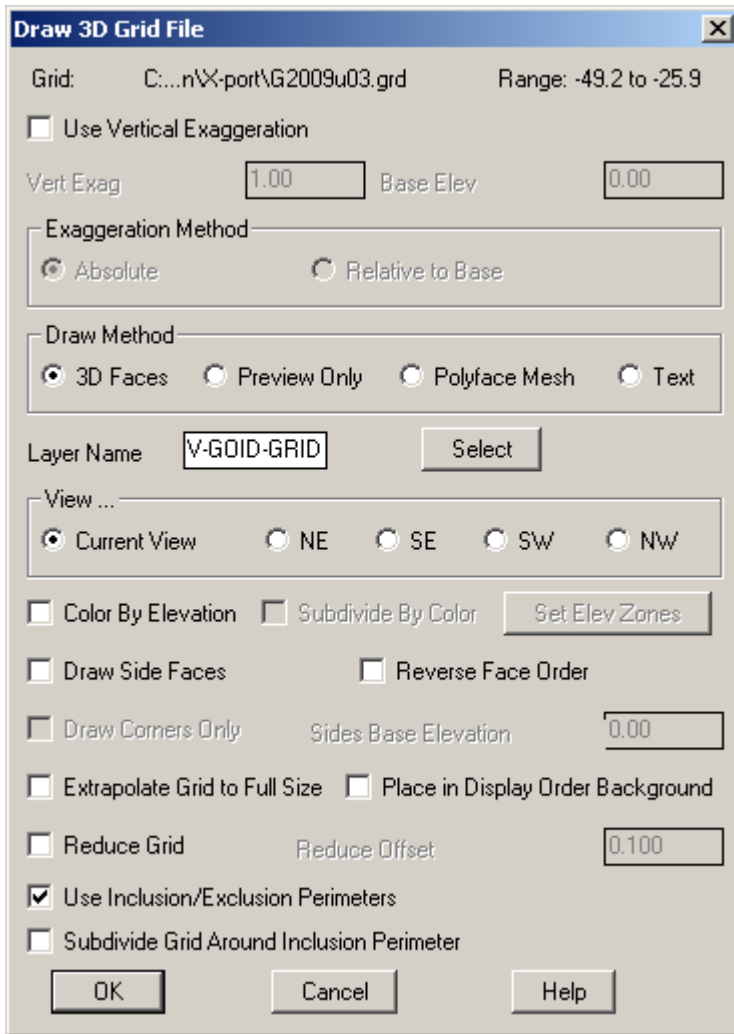 Draw 3D Grid File
Grid: C:...n\X-port\G2009u03.grd Range: -49.2 to -25.9
Use Vertical Exaggeration
Vert Exag 1.00 Base Elev 0.00
Exaggeration Method
Absolute Relative to Base
Draw Method
3D Faces Preview Only Polyface Mesh Text
Layer Name V-GOID-GRID Select
View ...
Current View NE SE SW NW
Color By Elevation Subdivide By Color Set Elev Zones
Draw Side Faces Reverse Face Order
Draw Corners Only Sides Base Elevation 0.00
Extrapolate Grid to Full Size Place in Display Order Background
Reduce Grid Reduce Offset 0.100
Use Inclusion/Exclusion Perimeters
Subdivide Grid Around Inclusion Perimeter
OK Cancel Help